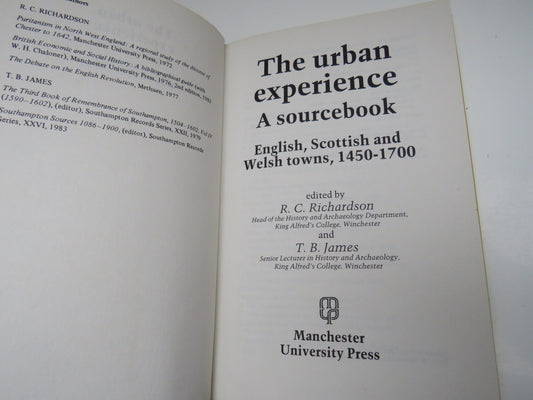 R. C. RICHARDSON
Puritanism in North West England: A regional study of the diocese of
Chester to 1642, Manchester University Press, 1972
British Economic and Social History: A bibliographical guide (with
W. H. Chaloner), Manchester University Press, 1976, 2nd edition, 1983
The Debate on the English Revolution, Methuen, 1977
T. B. JAMES
The Third Book of Remembrance of Southampton, 1504-1602, Vol IV
(1590-1602), (editor), Southampton Records Series, XXII, 1979
Southampton Sources 1086-1900, (editor), Southampton Records
Series, XXVI, 1983
The urban
experience
A sourcebook
English, Scottish and
Welsh towns, 1450-1700
edited by
R. C. Richardson
Head of the History and Archaeology Department,
King Alfred's College, Winchester
and
T. B. James
Senior Lecturer in History and Archaeology,
King Alfred's College, Winchester
Manchester
University Press